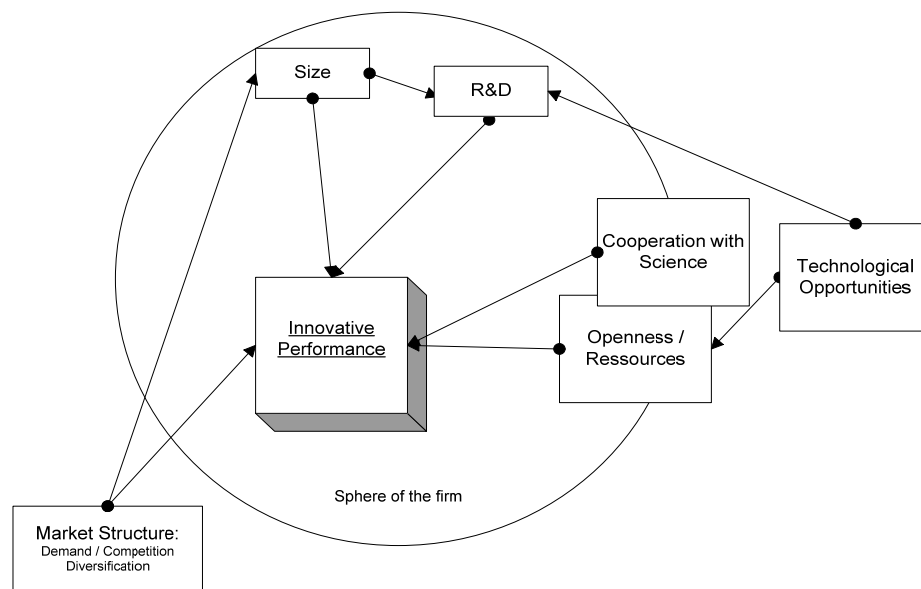 Size
R&D
Cooperation with
Science
Technological
Opportunities
Innovative
Performance
Openness /
Ressources
Sphere of the firm
Market Structure:
Demand / Competition
Diversification